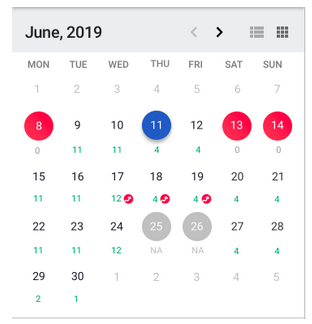 June, 2019
MON TUE WED THU FRI SAT SUN
1 2 3 4 5 6 7
8 9 10 11 12 13 14
0 11 11 4 4 0 0
15 16 17 18 19 20 21
11 11 12 4 4 4 4
22 23 24 25 26 27 28
11 11 12 NA NA 4 4
29 30 1 2 3 4 5
2 1